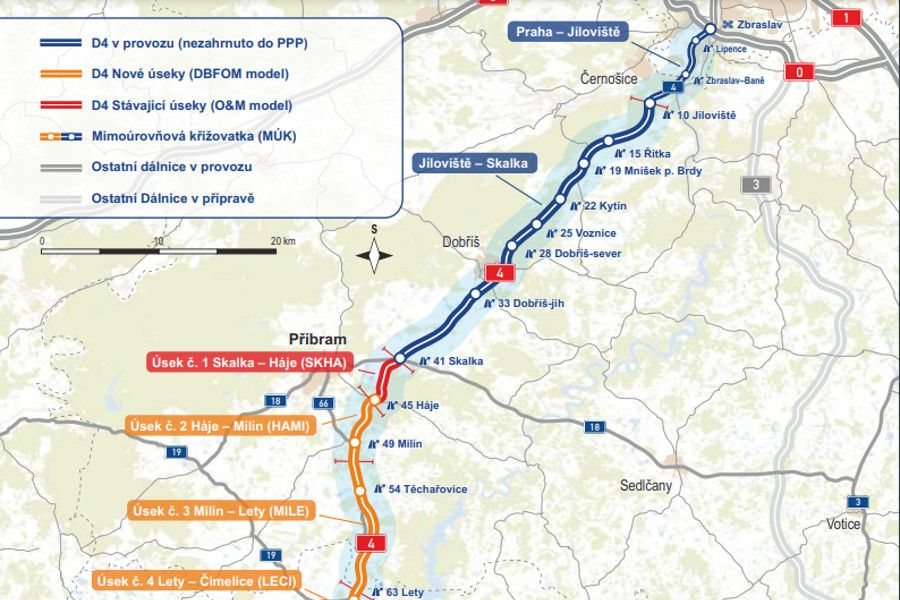 Praha – Jíloviště
Zbraslav
1
D4 v provozu (nezahrnuto do PPP)
Lipence
D4 Nové úseky (DBFOM model)
0
Černošice
Zbraslav–Baně
4
D4 Stávající úseky (O&M model)
10 Jíloviště
Mimoúrovňová křižovatka (MÚK)
15 Řitka
Jíloviště – Skalka
Ostatní dálnice v provozu
19 Mníšek p. Brdy
3
Ostatní Dálnice v přípravě
22 Kytín
S
25 Voznice
0
10
20 km
Dobříš
28 Dobříš-sever
4
33 Dobříš-jih
Příbram
Úsek č. 1 Skalka – Háje (SKHA)
41 Skalka
18
66
45 Háje
Úsek č. 2 Háje – Milín (HAMI)
18
49 Milín
19
Sedlčany
54 Těchařovice
3
Úsek č. 3 Milín – Lety (MILE)
Votice
4
19
Úsek č. 4 Lety – Čimelice (LECI)
63 Lety